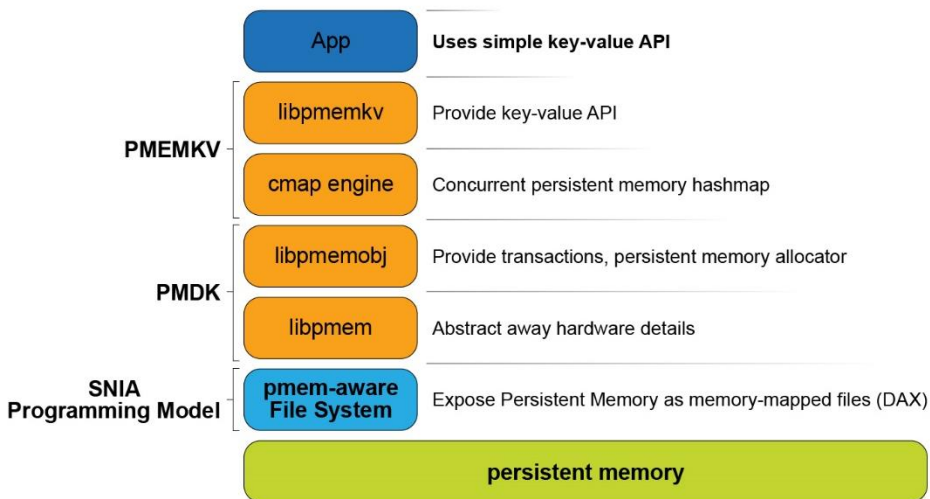 App
Uses simple key-value API
PMEMKV
libpmemkv
Provide key-value API
cmap engine
Concurrent persistent memory hashmap
PMDK
libpmemobj
Provide transactions, persistent memory allocator
libpmem
Abstract away hardware details
SNIA
Programming Model
pmem-aware
File System
Expose Persistent Memory as memory-mapped files (DAX)
persistent memory